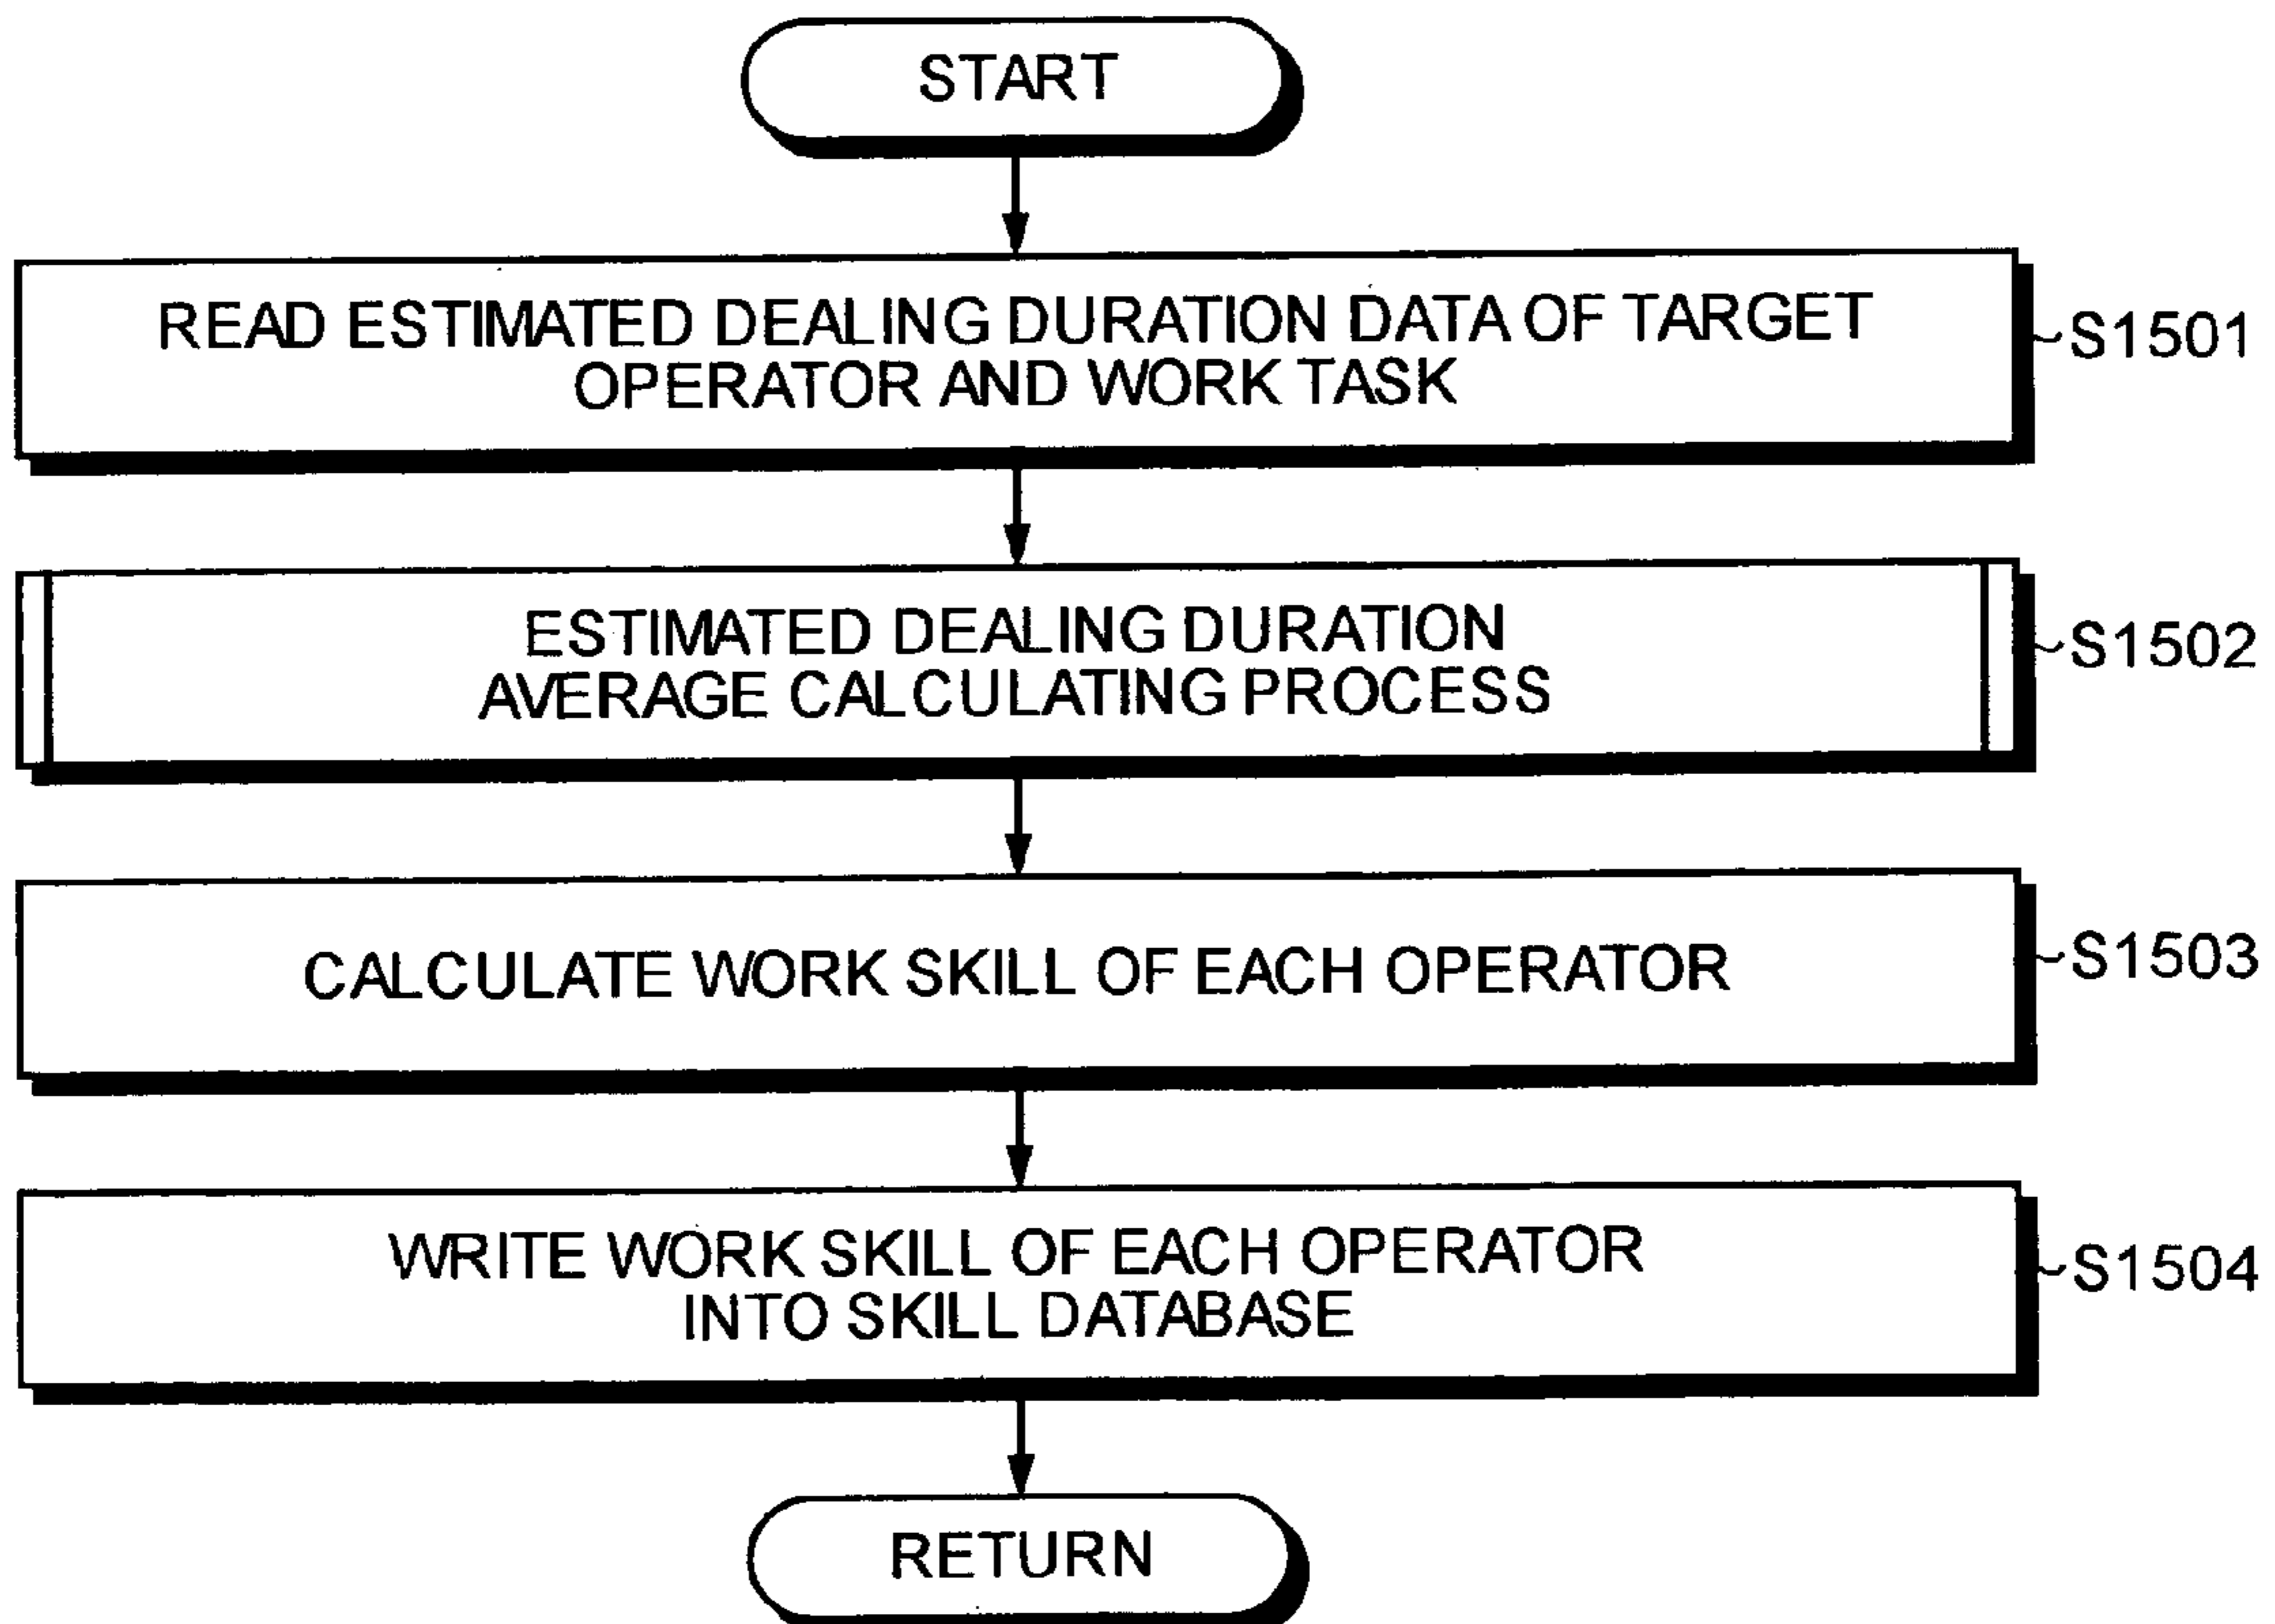 START
READ ESTIMATED DEALING DURATION DATA OF TARGET
OPERATOR AND WORK TASK
S1501
ESTIMATED DEALING DURATION
AVERAGE CALCULATING PROCESS
S1502
CALCULATE WORK SKILL OF EACH OPERATOR
S1503
WRITE WORK SKILL OF EACH OPERATOR
INTO SKILL DATABASE
S1504
RETURN